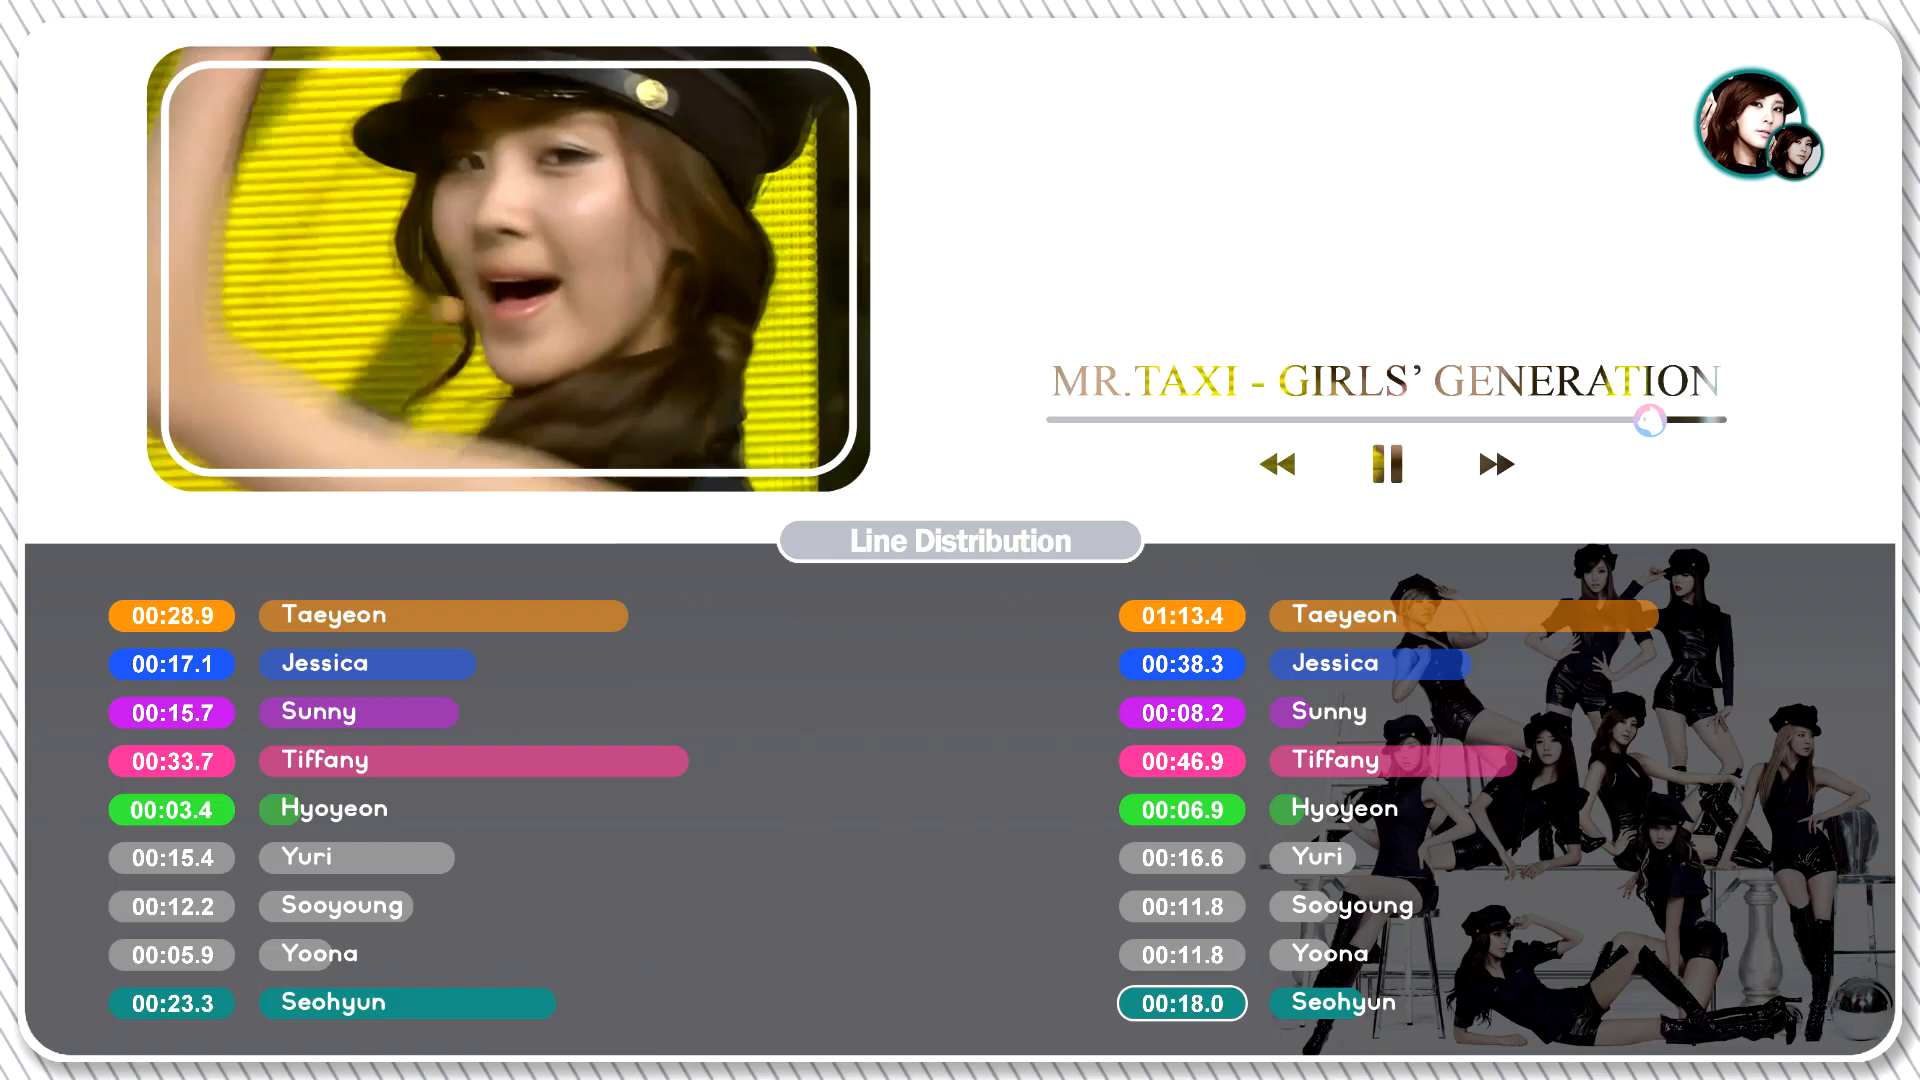 MR.TAXI - GIRLS’ GENERATION
Line Distribution
00:28.9 Taeyeon
00:17.1 Jessica
00:15.7 Sunny
00:33.7 Tiffany
00:03.4 Hyoyeon
00:15.4 Yuri
00:12.2 Sooyoung
00:05.9 Yoona
00:23.3 Seohyun
01:13.4 Taeyeon
00:38.3 Jessica
00:08.2 Sunny
00:46.9 Tiffany
00:06.9 Hyoyeon
00:16.6 Yuri
00:11.8 Sooyoung
00:11.8 Yoona
00:18.0 Seohyun